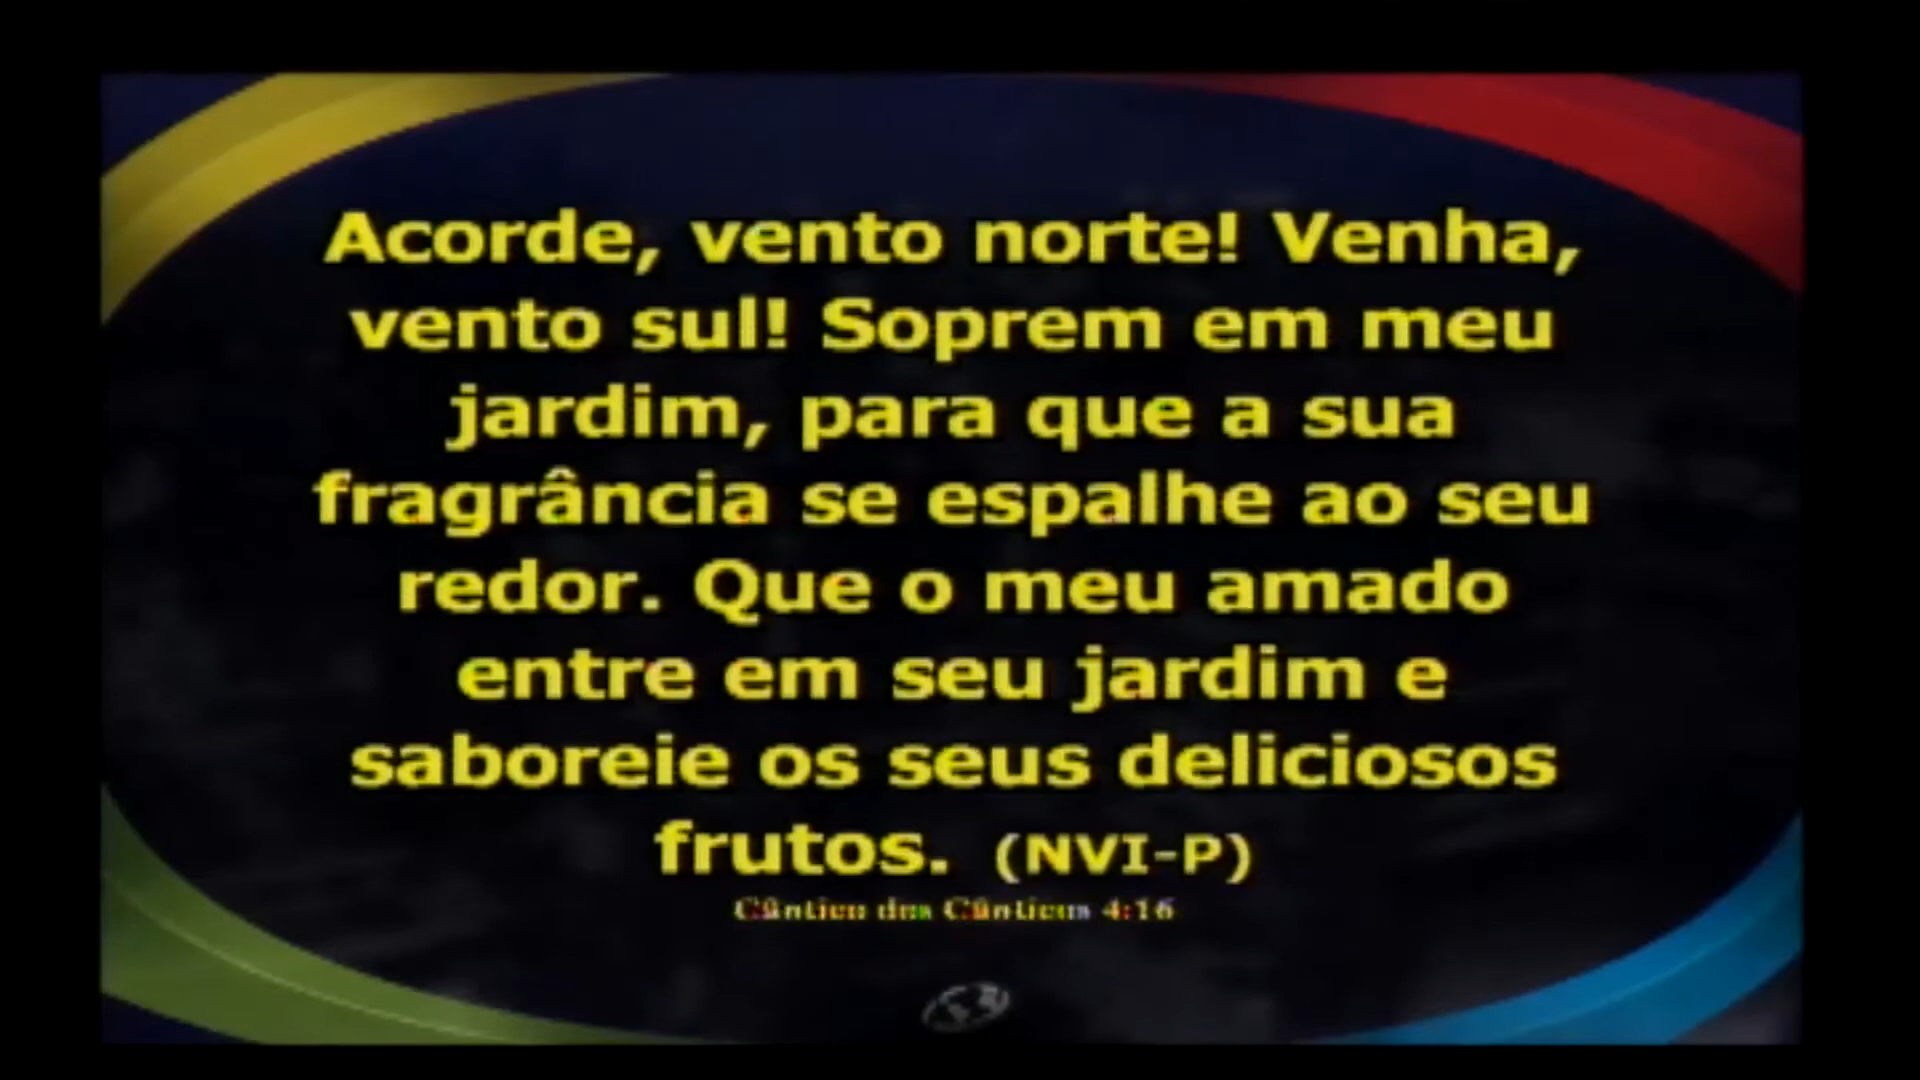 Acorde, vento norte! Venha,
vento sul! Soprem em meu
jardim, para que a sua
fragrância se espalhe ao seu
redor. Que o meu amado
entre em seu jardim e
saboreie os seus deliciosos
frutos. (NVI-P)
Cântico dos Cânticos 4:16